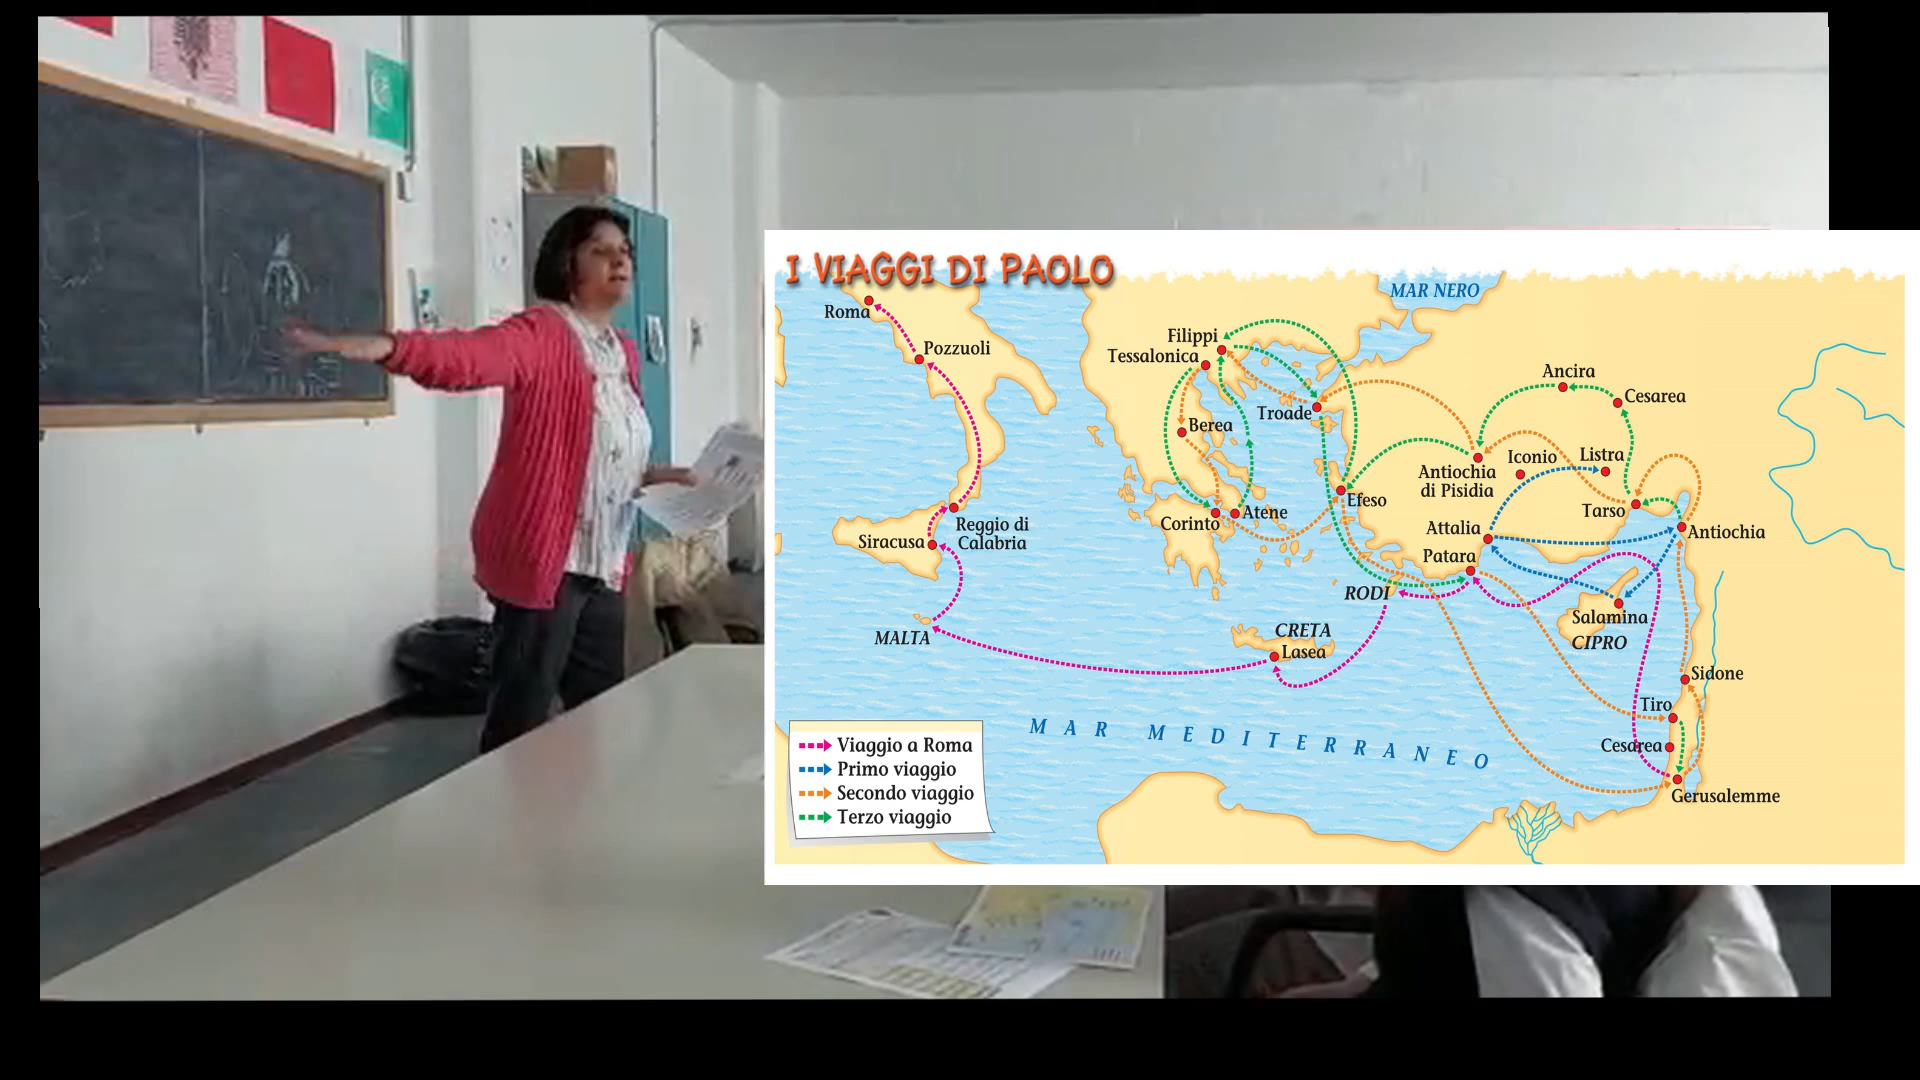 I VIAGGI DI PAOLO
MAR NERO
Roma
Pozzuoli
Filippi
Tessalonica
Ancira
Cesarea
Troade
Berea
Iconio
Listra
Antiochia
di Pisidia
Efeso
Tarso
Corinto
Atene
Reggio di
Calabria
Siracusa
Attalia
Antiochia
Patara
RODI
Salamina
CIPRO
MALTA
CRETA
Lasea
Sidone
Tiro
Cesarea
Gerusalemme
MAR MEDITERRANEO
Viaggio a Roma
Primo viaggio
Secondo viaggio
Terzo viaggio